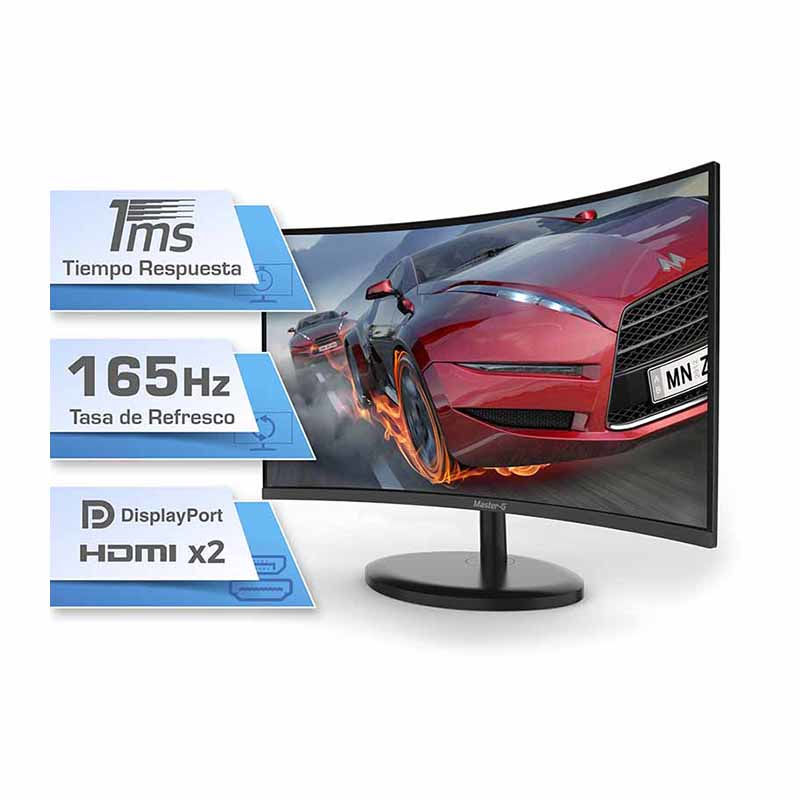 1ms
Tiempo Respuesta
165Hz
Tasa de Refresco
DisplayPort
HDMI x2
Master-G
MN Z